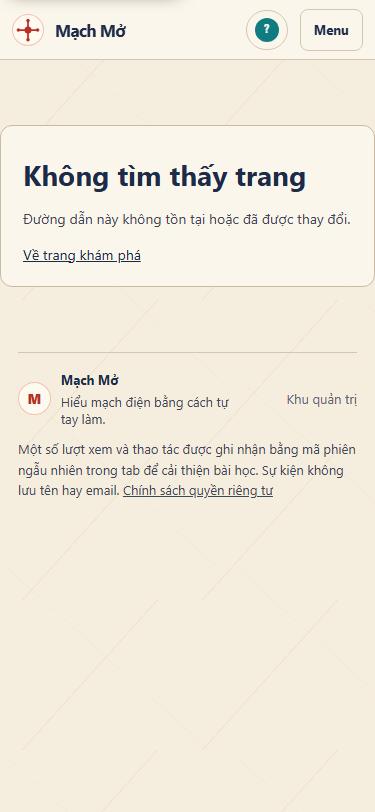 Mạch Mở
?
Menu
Không tìm thấy trang
Đường dẫn này không tồn tại hoặc đã được thay đổi.
Về trang khám phá
M
Mạch Mở
Hiểu mạch điện bằng cách tự
tay làm.
Khu quản trị
Một số lượt xem và thao tác được ghi nhận bằng mã phiên
ngẫu nhiên trong tab để cải thiện bài học. Sự kiện không
lưu tên hay email. Chính sách quyền riêng tư